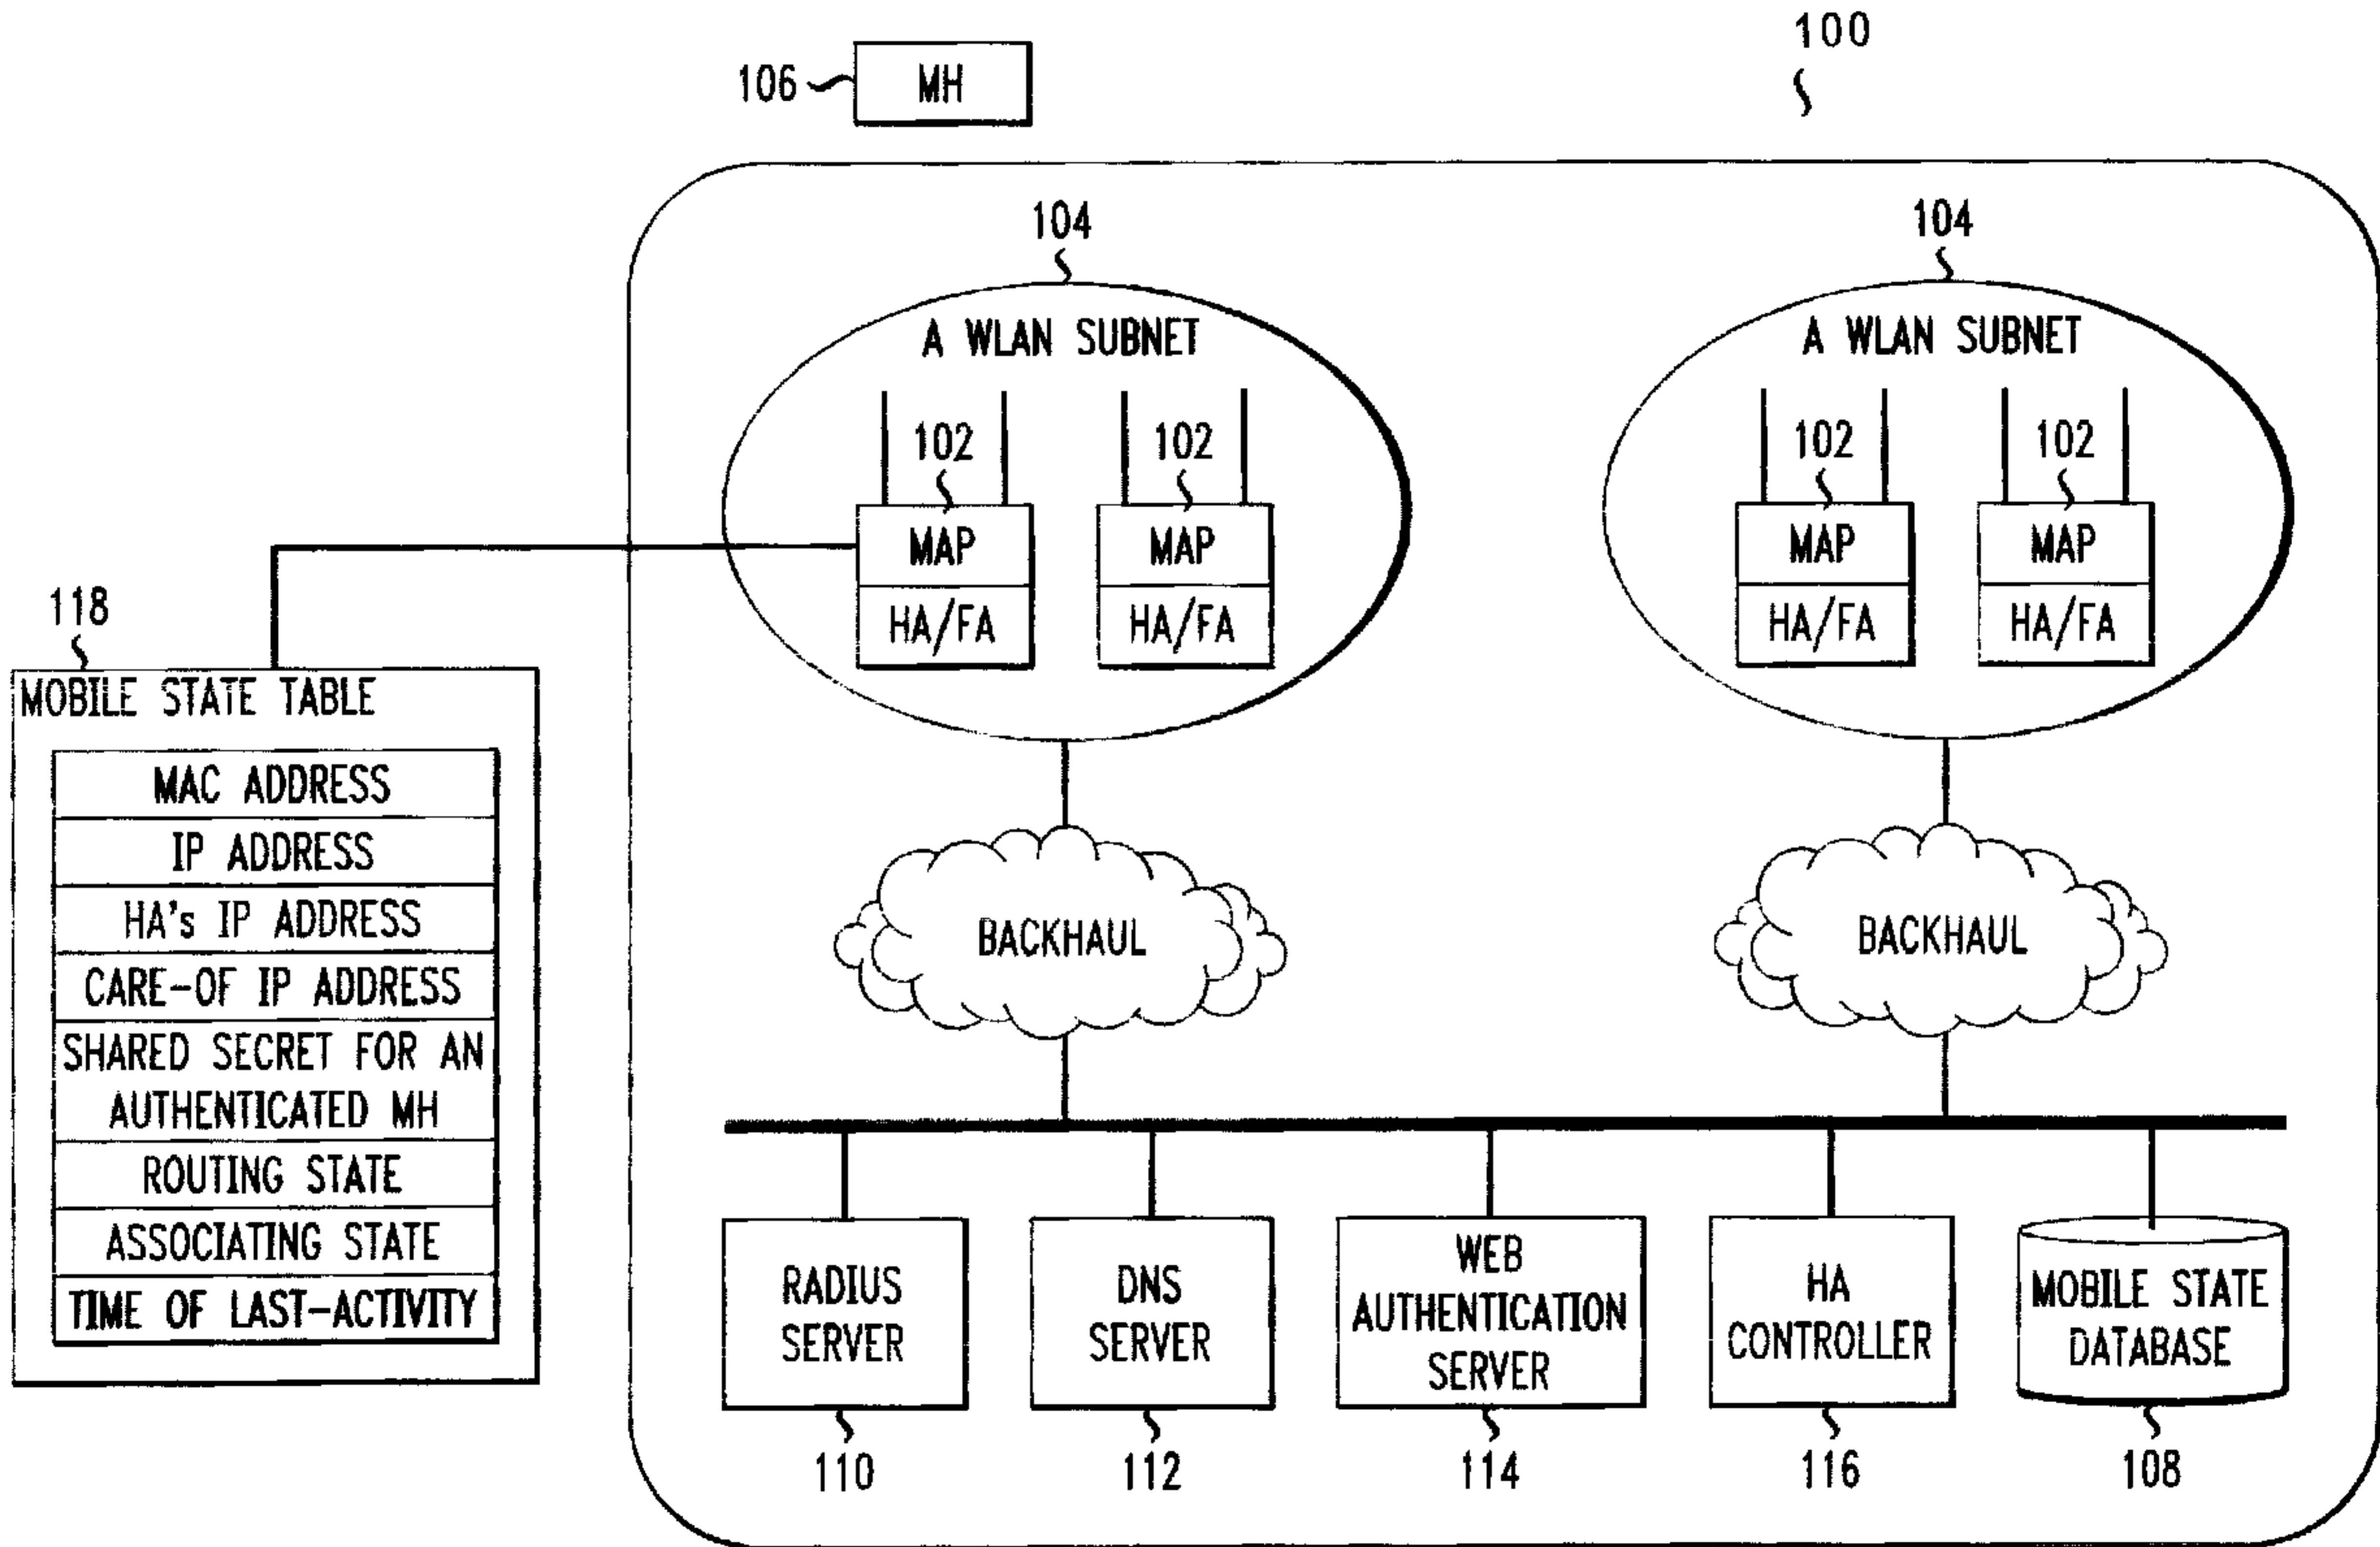 100
106
MH
104
104
A WLAN SUBNET
A WLAN SUBNET
102
102
102
102
MAP
MAP
MAP
MAP
HA/FA
HA/FA
HA/FA
HA/FA
118
MOBILE STATE TABLE
MAC ADDRESS
IP ADDRESS
HA's IP ADDRESS
CARE-OF IP ADDRESS
SHARED SECRET FOR AN
AUTHENTICATED MH
ROUTING STATE
ASSOCIATING STATE
TIME OF LAST-ACTIVITY
BACKHAUL
BACKHAUL
RADIUS
SERVER
DNS
SERVER
WEB
AUTHENTICATION
SERVER
HA
CONTROLLER
MOBILE STATE
DATABASE
110
112
114
116
108